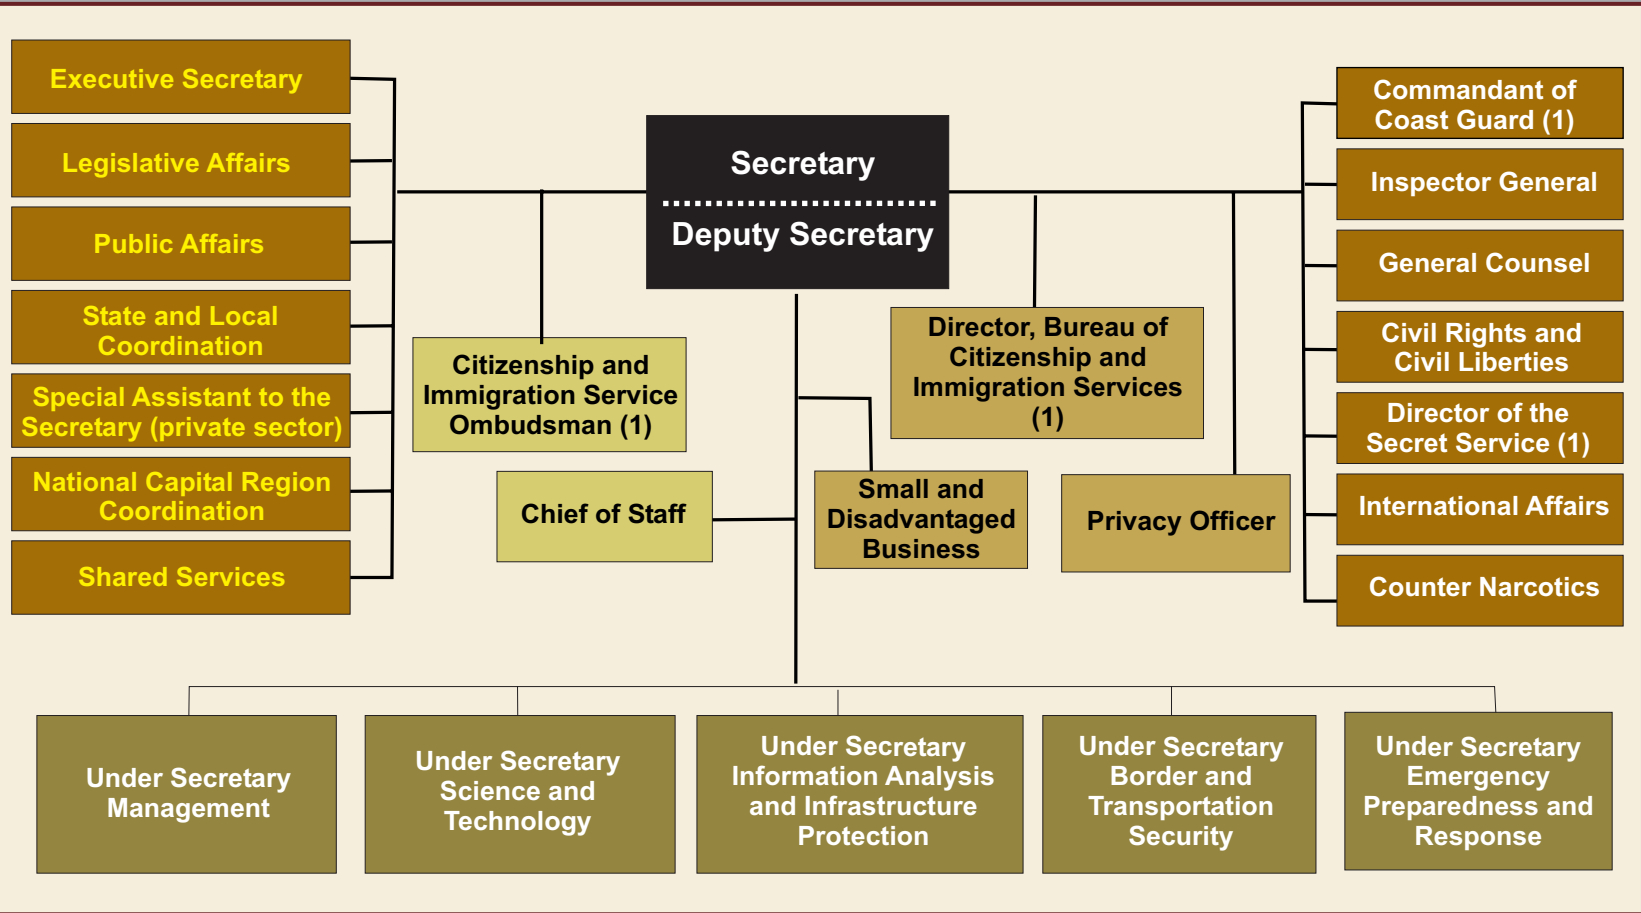 Executive Secretary
Legislative Affairs
Public Affairs
State and Local
Coordination
Special Assistant to the
Secretary (private sector)
National Capital Region
Coordination
Shared Services
Secretary
Deputy Secretary
Citizenship and
Immigration Service
Ombudsman (1)
Chief of Staff
Director, Bureau of
Citizenship and
Immigration Services
(1)
Small and
Disadvantaged
Business
Privacy Officer
Commandant of
Coast Guard (1)
Inspector General
General Counsel
Civil Rights and
Civil Liberties
Director of the
Secret Service (1)
International Affairs
Counter Narcotics
Under Secretary
Management
Under Secretary
Science and
Technology
Under Secretary
Information Analysis
and Infrastructure
Protection
Under Secretary
Border and
Transportation
Security
Under Secretary
Emergency
Preparedness and
Response